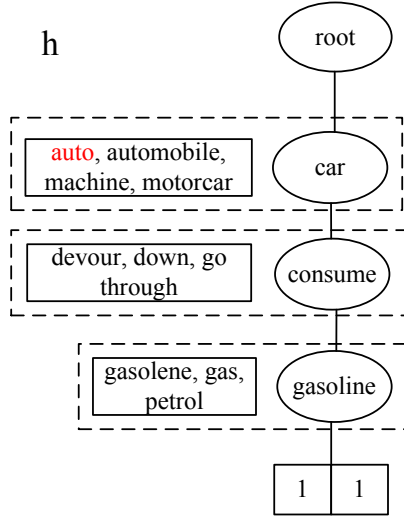 h
root
auto, automobile,
machine, motorcar
car
devour, down, go
through
consume
gasolene, gas,
petrol
gasoline
1 1